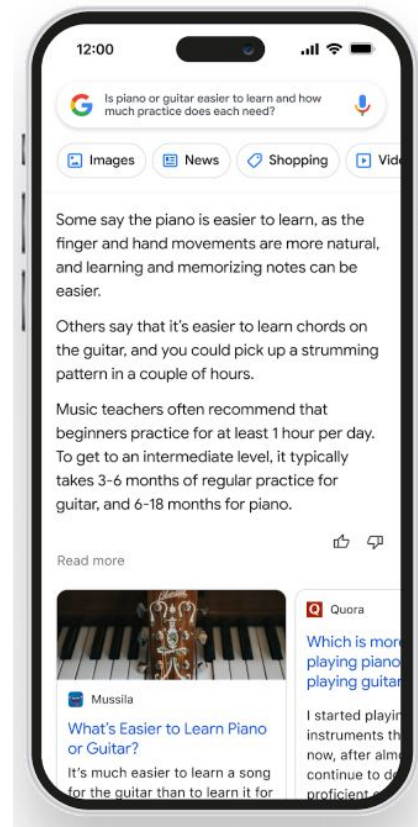 12:00
Is piano or guitar easier to learn and how
much practice does each need?
Images
News
Shopping
Vid
Some say the piano is easier to learn, as the
finger and hand movements are more natural,
and learning and memorizing notes can be
easier.
Others say that it's easier to learn chords on
the guitar, and you could pick up a strumming
pattern in a couple of hours.
Music teachers often recommend that
beginners practice for at least 1 hour per day.
To get to an intermediate level, it typically
takes 3-6 months of regular practice for
guitar, and 6-18 months for piano.
Read more
Mussila
What's Easier to Learn Piano
or Guitar?
It's much easier to learn a song
for the guitar than to learn it for
Quora
Which is mor
playing piano
playing guitar
I started playin
instruments th
now, after almo
continue to de
proficient